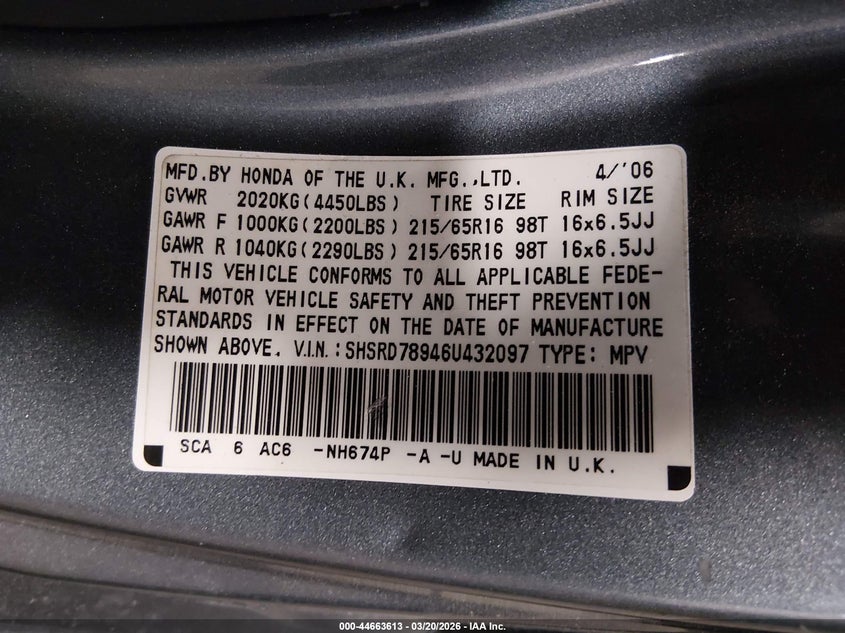 MFD.BY HONDA OF THE U.K. MFG.,LTD. 4/'06
GVWR 2020KG(4450LBS) TIRE SIZE RIM SIZE
GAWR F 1000KG(2200LBS) 215/65R16 98T 16x6.5JJ
GAWR R 1040KG(2290LBS) 215/65R16 98T 16x6.5JJ
THIS VEHICLE CONFORMS TO ALL APPLICABLE FEDE-
RAL MOTOR VEHICLE SAFETY AND THEFT PREVENTION
STANDARDS IN EFFECT ON THE DATE OF MANUFACTURE
SHOWN ABOVE. V.I.N.:SHSRD78946U432097 TYPE: MPV
SCA 6 AC6 -NH674P -A -U MADE IN U.K.
000-44663613 - 03/20/2026 - IAA Inc.